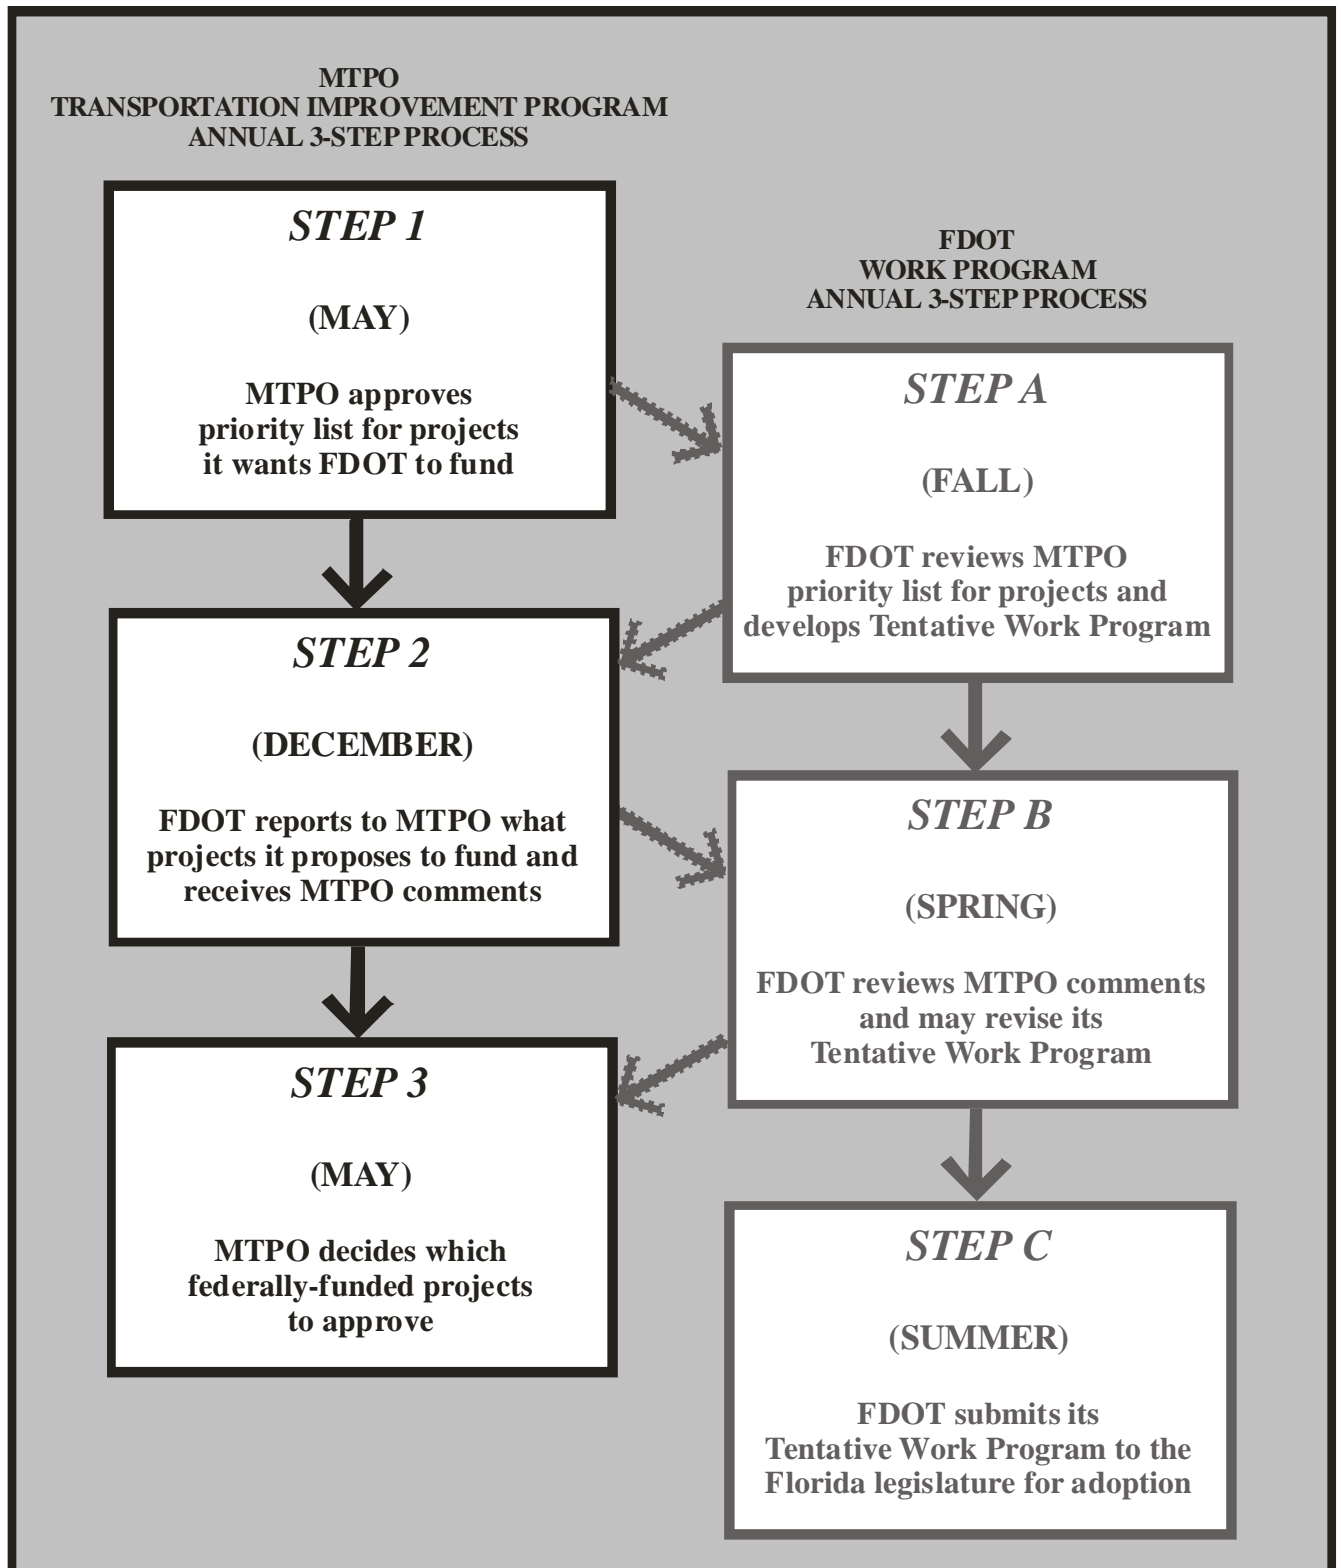 MTPO
TRANSPORTATION IMPROVEMENT PROGRAM
ANNUAL 3-STEP PROCESS
STEP 1
(MAY)
MTPO approves
priority list for projects
it wants FDOT to fund
STEP 2
(DECEMBER)
FDOT reports to MTPO what
projects it proposes to fund and
receives MTPO comments
STEP 3
(MAY)
MTPO decides which
federally-funded projects
to approve
FDOT
WORK PROGRAM
ANNUAL 3-STEP PROCESS
STEP A
(FALL)
FDOT reviews MTPO
priority list for projects and
develops Tentative Work Program
STEP B
(SPRING)
FDOT reviews MTPO comments
and may revise its
Tentative Work Program
STEP C
(SUMMER)
FDOT submits its
Tentative Work Program to the
Florida legislature for adoption